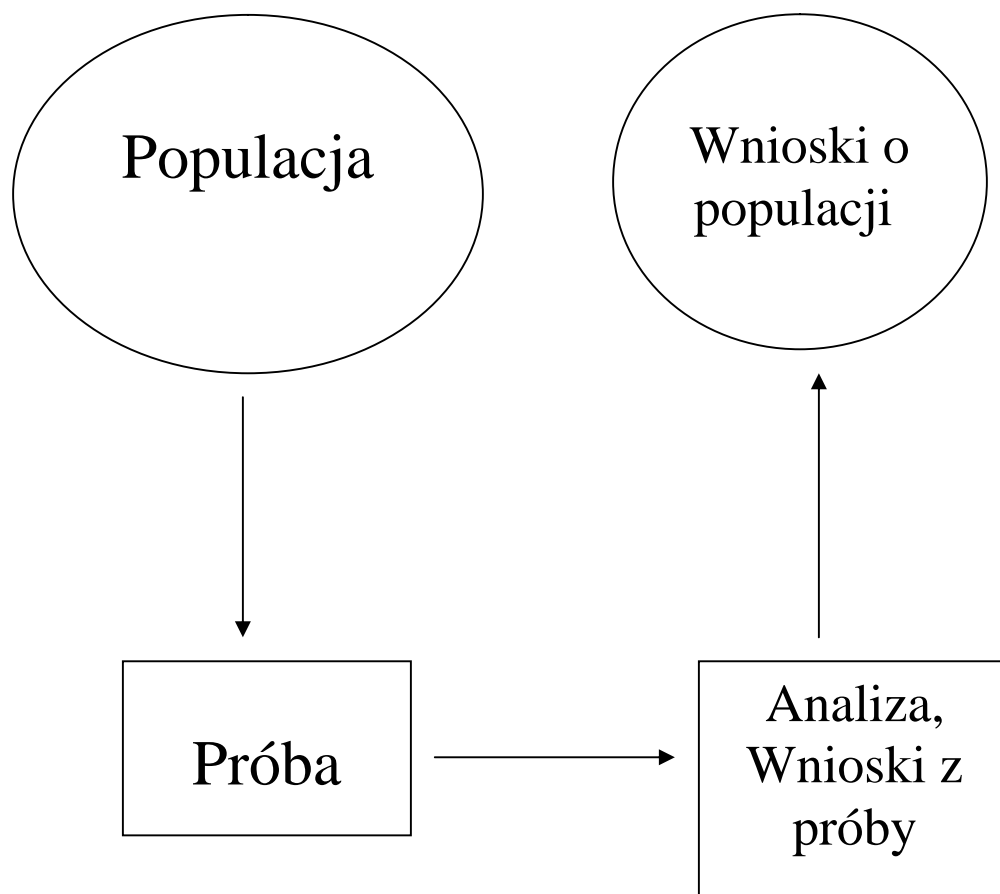 Populacja
Wnioski o
populacji
Próba
Analiza,
Wnioski z
próby